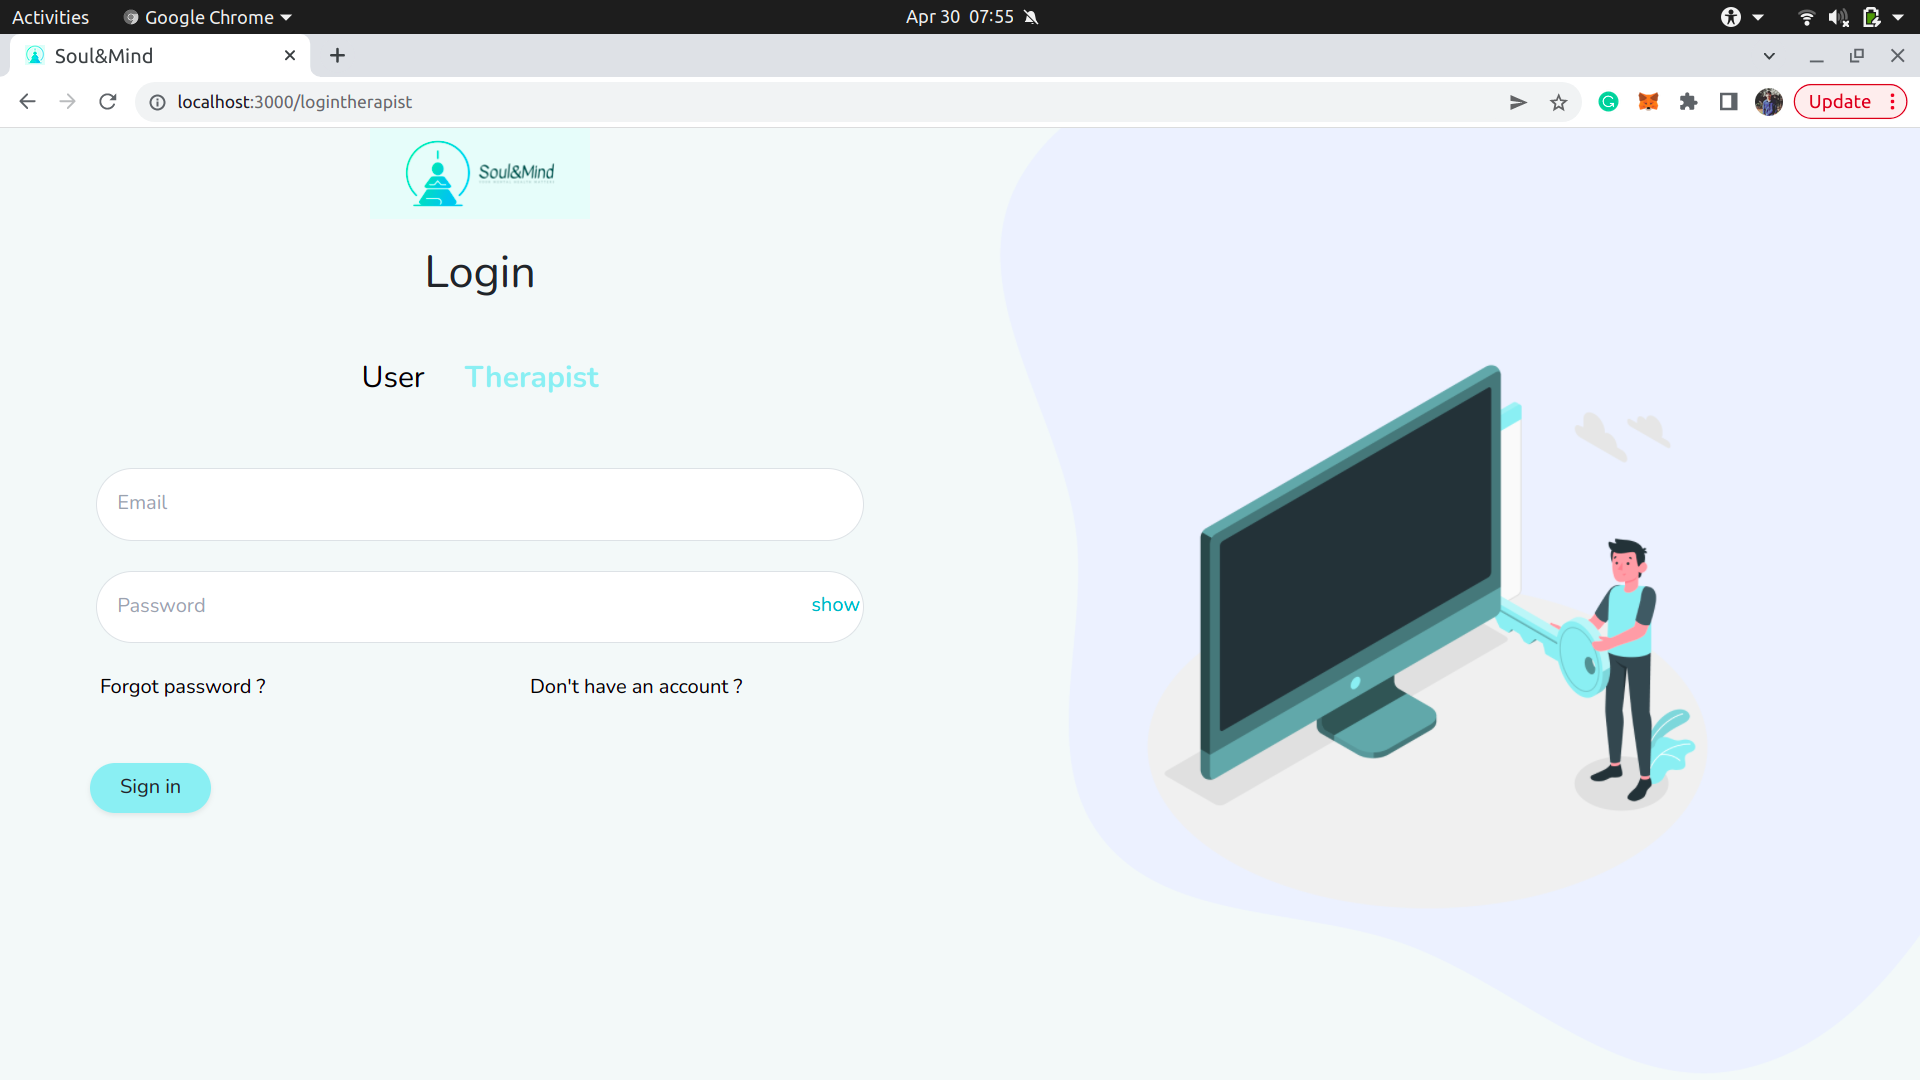 Activities
Google Chrome
Apr 30 07:55
Soul&Mind
localhost:3000/logintherapist
Update
Soul&Mind
Login
User
Therapist
Email
Password
show
Forgot password ?
Don't have an account ?
Sign in